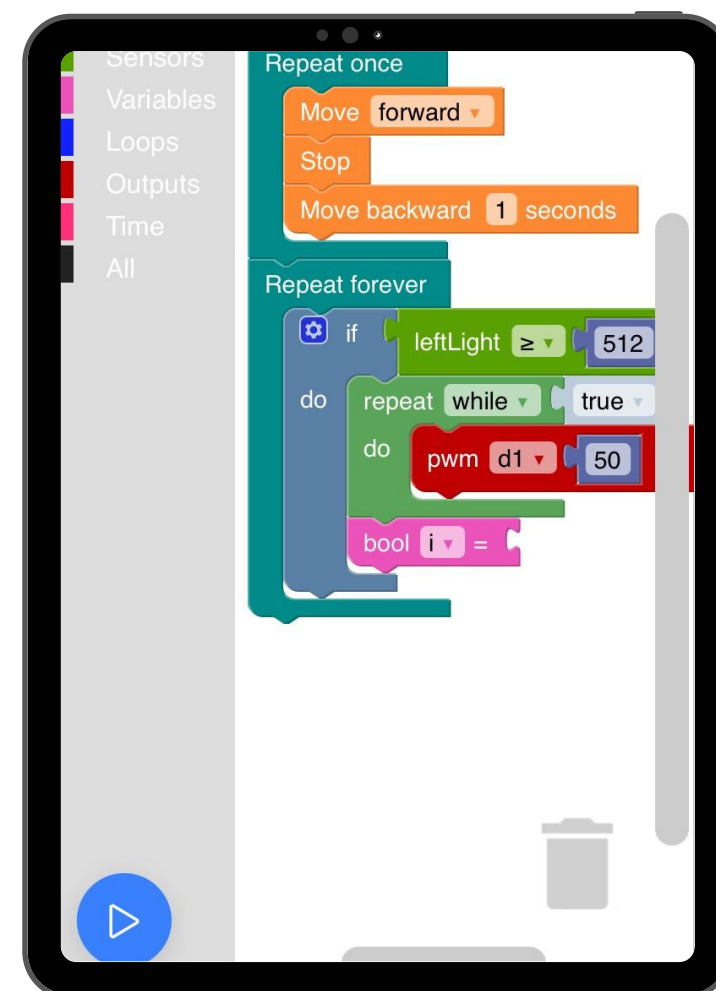 Sensors
Variables
Loops
Outputs
Time
All
Repeat once
Move forward
Stop
Move backward 1 seconds
Repeat forever
if leftLight ≥ 512
do repeat while true
do pwm d1 50
bool i =